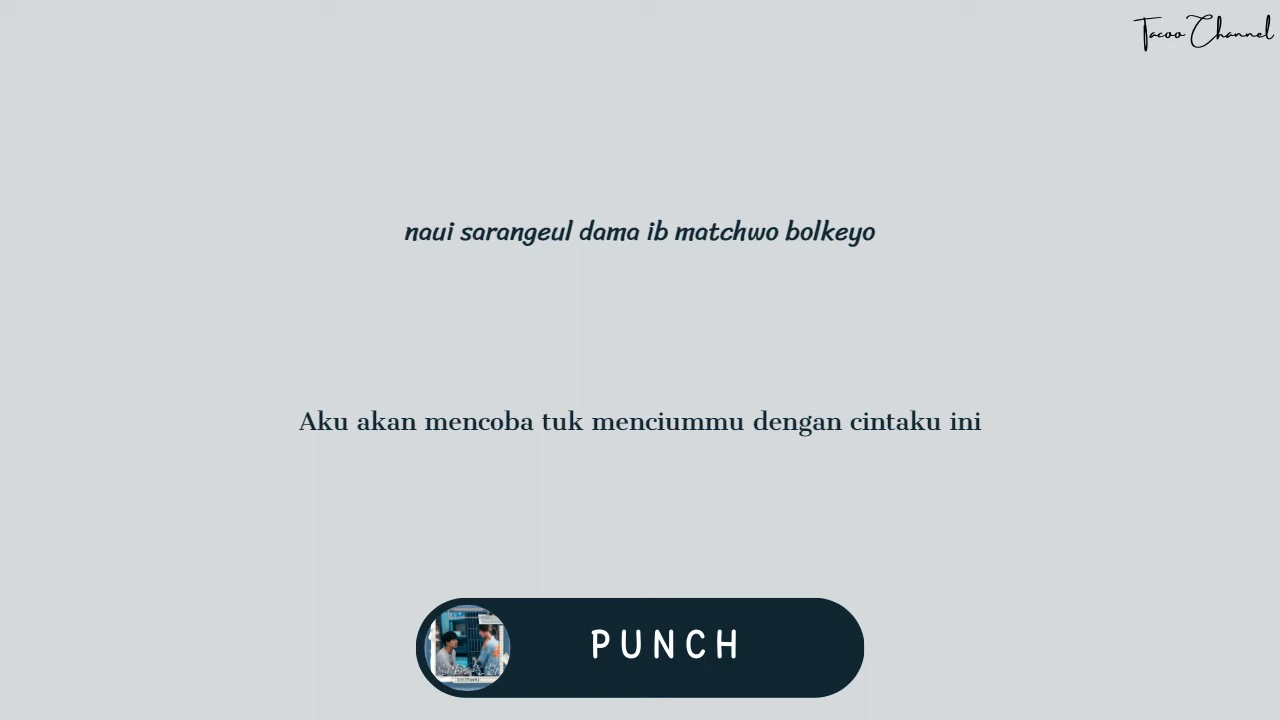 Tacoo Channel
naui sarangeul dama ib matchwo bolkeyo
Aku akan mencoba tuk menciummu dengan cintaku ini
PUNCH